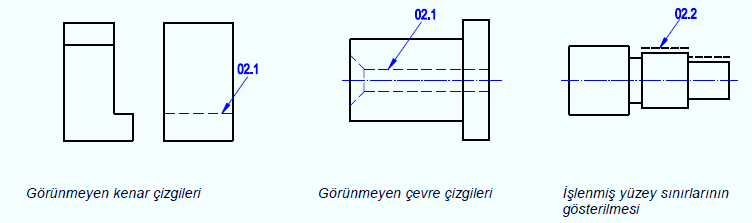 02.1
02.1
02.2
Görünmeyen kenar çizgileri
Görünmeyen çevre çizgileri
İşlenmiş yüzey sınırlarının
gösterilmesi